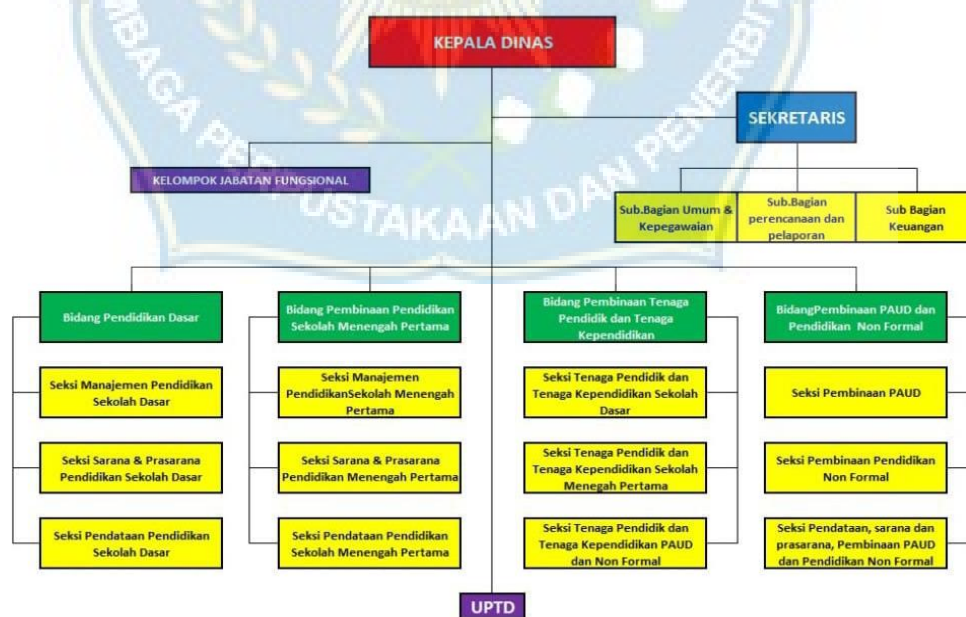 KEPALA DINAS
SEKRETARIS
KELOMPOK JABATAN FUNGSIONAL
Sub.Bagian Umum &
Kepegawaian
Sub.Bagian
perencanaan dan
pelaporan
Sub Bagian
Keuangan
Bidang Pendidikan Dasar
Bidang Pembinaan Pendidikan
Sekolah Menengah Pertama
Bidang Pembinaan Tenaga
Pendidik dan Tenaga
Kependidikan
BidangPembinaan PAUD dan
Pendidikan Non Formal
Seksi Manajemen Pendidikan
Sekolah Dasar
Seksi Manajemen
PendidikanSekolah Menengah
Pertama
Seksi Tenaga Pendidik dan
Tenaga Kependidikan Sekolah
Dasar
Seksi Pembinaan PAUD
Seksi Sarana & Prasarana
Pendidikan Sekolah Dasar
Seksi Sarana & Prasarana
Pendidikan Menengah Pertama
Seksi Tenaga Pendidik dan
Tenaga Kependidikan Sekolah
Menegah Pertama
Seksi Pembinaan Pendidikan
Non Formal
Seksi Pendataan Pendidikan
Sekolah Dasar
Seksi Pendataan Pendidikan
Sekolah Menengah Pertama
Seksi Tenaga Pendidik dan
Tenaga Kependidikan PAUD
dan Non Formal
Seksi Pendataan, sarana dan
prasarana, Pembinaan PAUD
dan Pendidikan Non Formal
UPTD
DAN